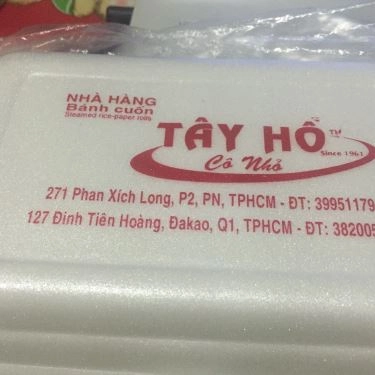 NHÀ HÀNG
Bánh cuốn
Steamed rice-paper rolls
TÂY HỒ TM
Since 1961
Cô Nhỏ
271 Phan Xích Long, P2, PN, TPHCM - ĐT: 39951179
127 Đinh Tiên Hoàng, Đakao, Q1, TPHCM - ĐT: 382005